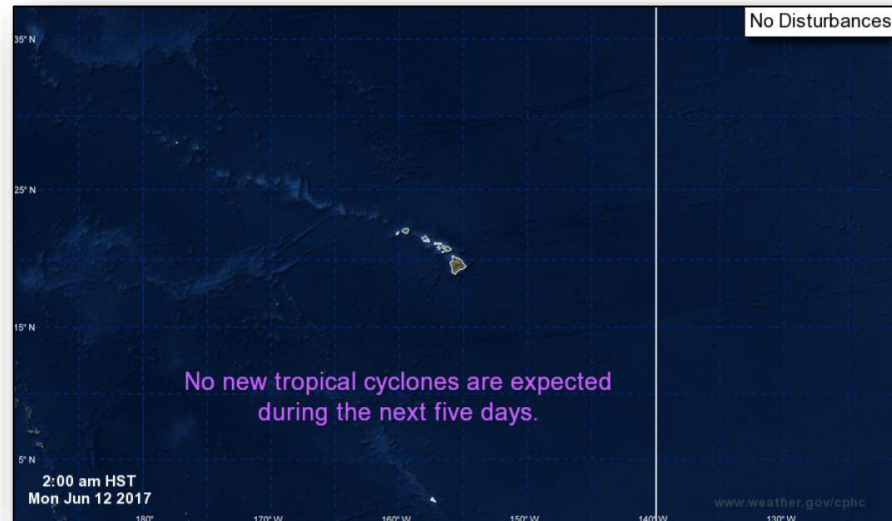 No Disturbances
35° N
25° N
15° N
No new tropical cyclones are expected
during the next five days.
5° N
2:00 am HST
Mon Jun 12 2017
www.weather.gov/cphc
180°
170° W
160° W
150° W
140° W
130° W